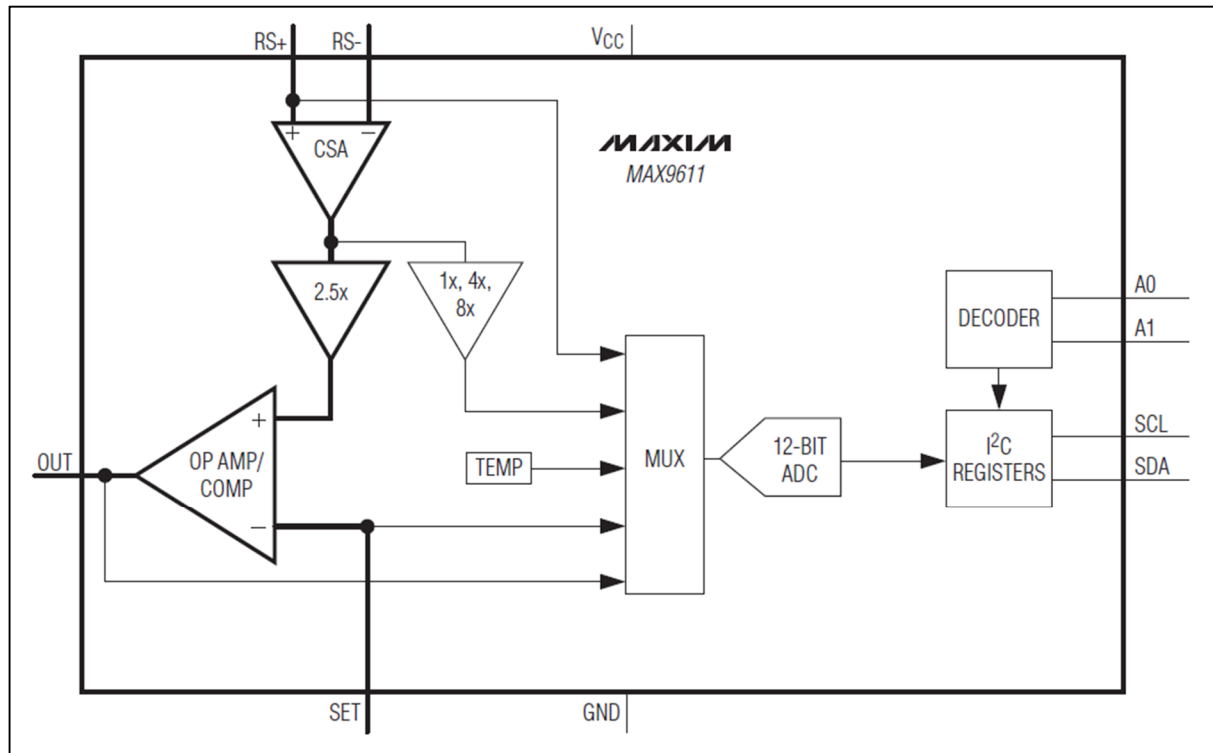 RS+ RS- VCC
+ −
CSA
MAXIM
MAX9611
2.5x
1x, 4x,
8x
DECODER
A0
A1
+
OP AMP/
COMP
−
OUT
TEMP
MUX
12-BIT
ADC
I²C
REGISTERS
SCL
SDA
SET
GND